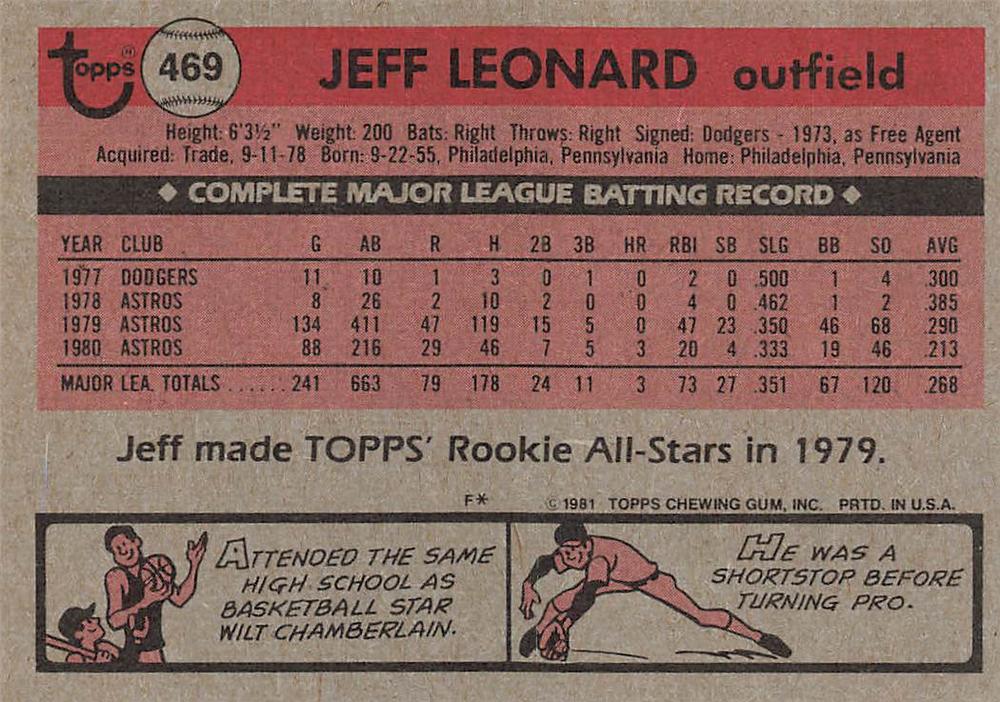 topps® 469 JEFF LEONARD outfield
Height: 6'3½" Weight: 200 Bats: Right Throws: Right Signed: Dodgers - 1973, as Free Agent
Acquired: Trade, 9-11-78 Born: 9-22-55, Philadelphia, Pennsylvania Home: Philadelphia, Pennsylvania
◆ COMPLETE MAJOR LEAGUE BATTING RECORD ◆
YEAR CLUB G AB R H 2B 3B HR RBI SB SLG BB SO AVG
1977 DODGERS 11 10 1 3 0 1 0 2 0 .500 1 4 .300
1978 ASTROS 8 26 2 10 2 0 0 4 0 .462 1 2 .385
1979 ASTROS 134 411 47 119 15 5 0 47 23 .350 46 68 .290
1980 ASTROS 88 216 29 46 7 5 3 20 4 .333 19 46 .213
MAJOR LEA. TOTALS ...... 241 663 79 178 24 11 3 73 27 .351 67 120 .268
Jeff made TOPPS' Rookie All-Stars in 1979.
F* © 1981 TOPPS CHEWING GUM, INC. PRTD. IN U.S.A.
ATTENDED THE SAME
HIGH SCHOOL AS
BASKETBALL STAR
WILT CHAMBERLAIN.
HE WAS A
SHORTSTOP BEFORE
TURNING PRO.